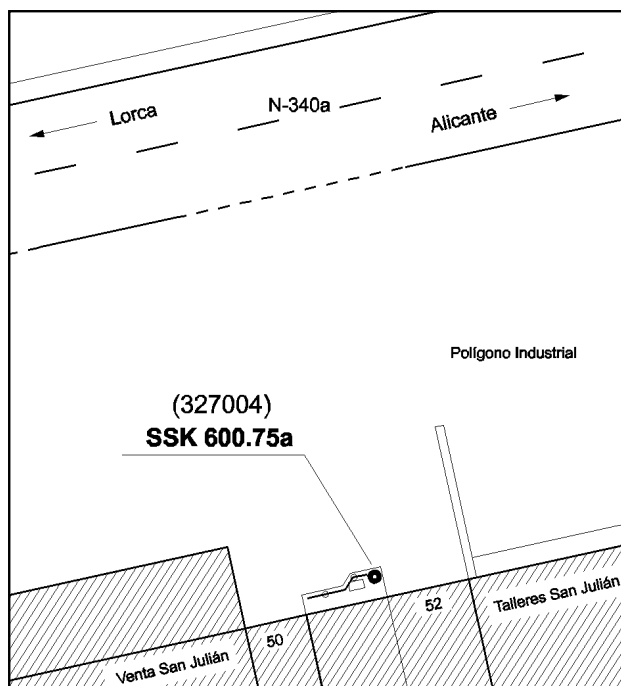 N-340a
Lorca
Alicante
Polígono Industrial
(327004)
SSK 600.75a
52
Talleres San Julián
50
Venta San Julián